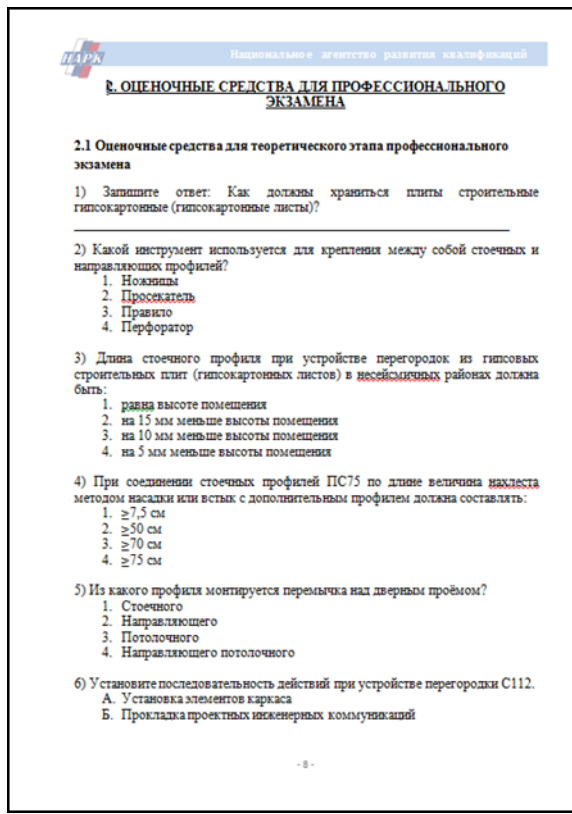 НАРК
Национальное агентство развития квалификаций
2. ОЦЕНОЧНЫЕ СРЕДСТВА ДЛЯ ПРОФЕССИОНАЛЬНОГО
ЭКЗАМЕНА
2.1 Оценочные средства для теоретического этапа профессионального
экзамена
1) Запишите ответ: Как должны храниться плиты строительные
гипсокартонные (гипсокартонные листы)?
2) Какой инструмент используется для крепления между собой стоечных и
направляющих профилей?
1. Ножницы
2. Просекатель
3. Правило
4. Перфоратор
3) Длина стоечного профиля при устройстве перегородок из гипсовых
строительных плит (гипсокартонных листов) в несейсмичных районах должна
быть:
1. равна высоте помещения
2. на 15 мм меньше высоты помещения
3. на 10 мм меньше высоты помещения
4. на 5 мм меньше высоты помещения
4) При соединении стоечных профилей ПС75 по длине величина нахлеста
методом насадки или встык с дополнительным профилем должна составлять:
1. ≥7,5 см
2. ≥50 см
3. ≥70 см
4. ≥75 см
5) Из какого профиля монтируется перемычка над дверным проёмом?
1. Стоечного
2. Направляющего
3. Потолочного
4. Направляющего потолочного
6) Установите последовательность действий при устройстве перегородки С112.
А. Установка элементов каркаса
Б. Прокладка проектных инженерных коммуникаций
- 8 -